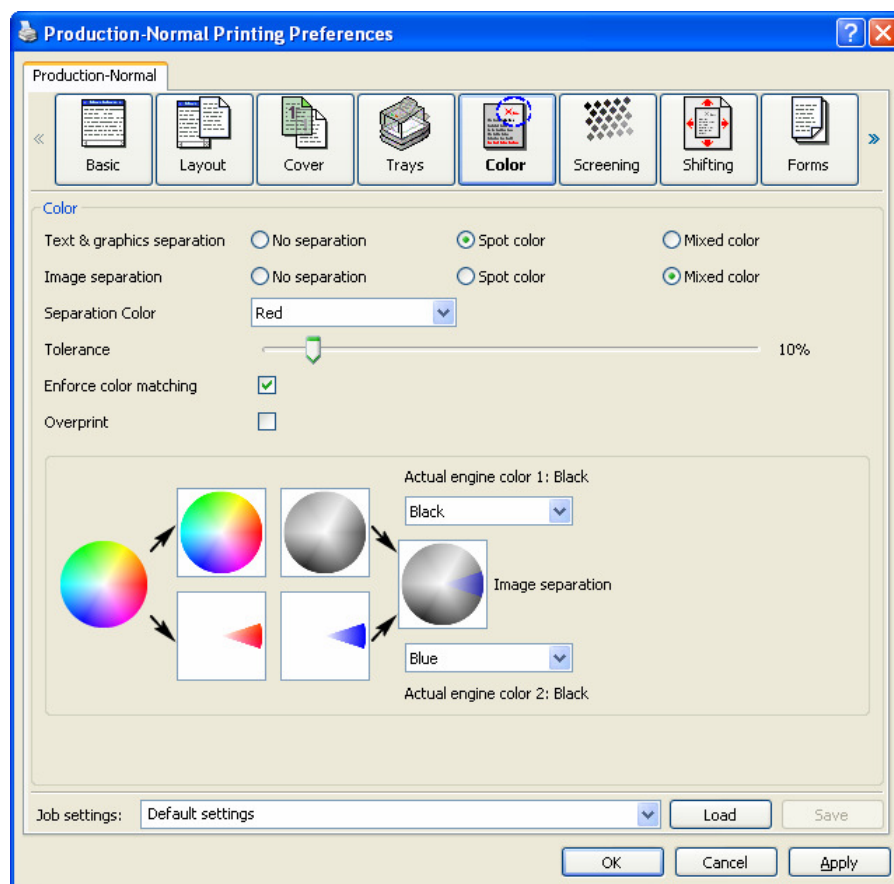 Production-Normal Printing Preferences
Production-Normal
Basic Layout Cover Trays Color Screening Shifting Forms
Color
Text & graphics separation No separation Spot color Mixed color
Image separation No separation Spot color Mixed color
Separation Color Red
Tolerance 10%
Enforce color matching
Overprint
Actual engine color 1: Black
Black
Image separation
Blue
Actual engine color 2: Black
Job settings: Default settings Load Save
OK Cancel Apply